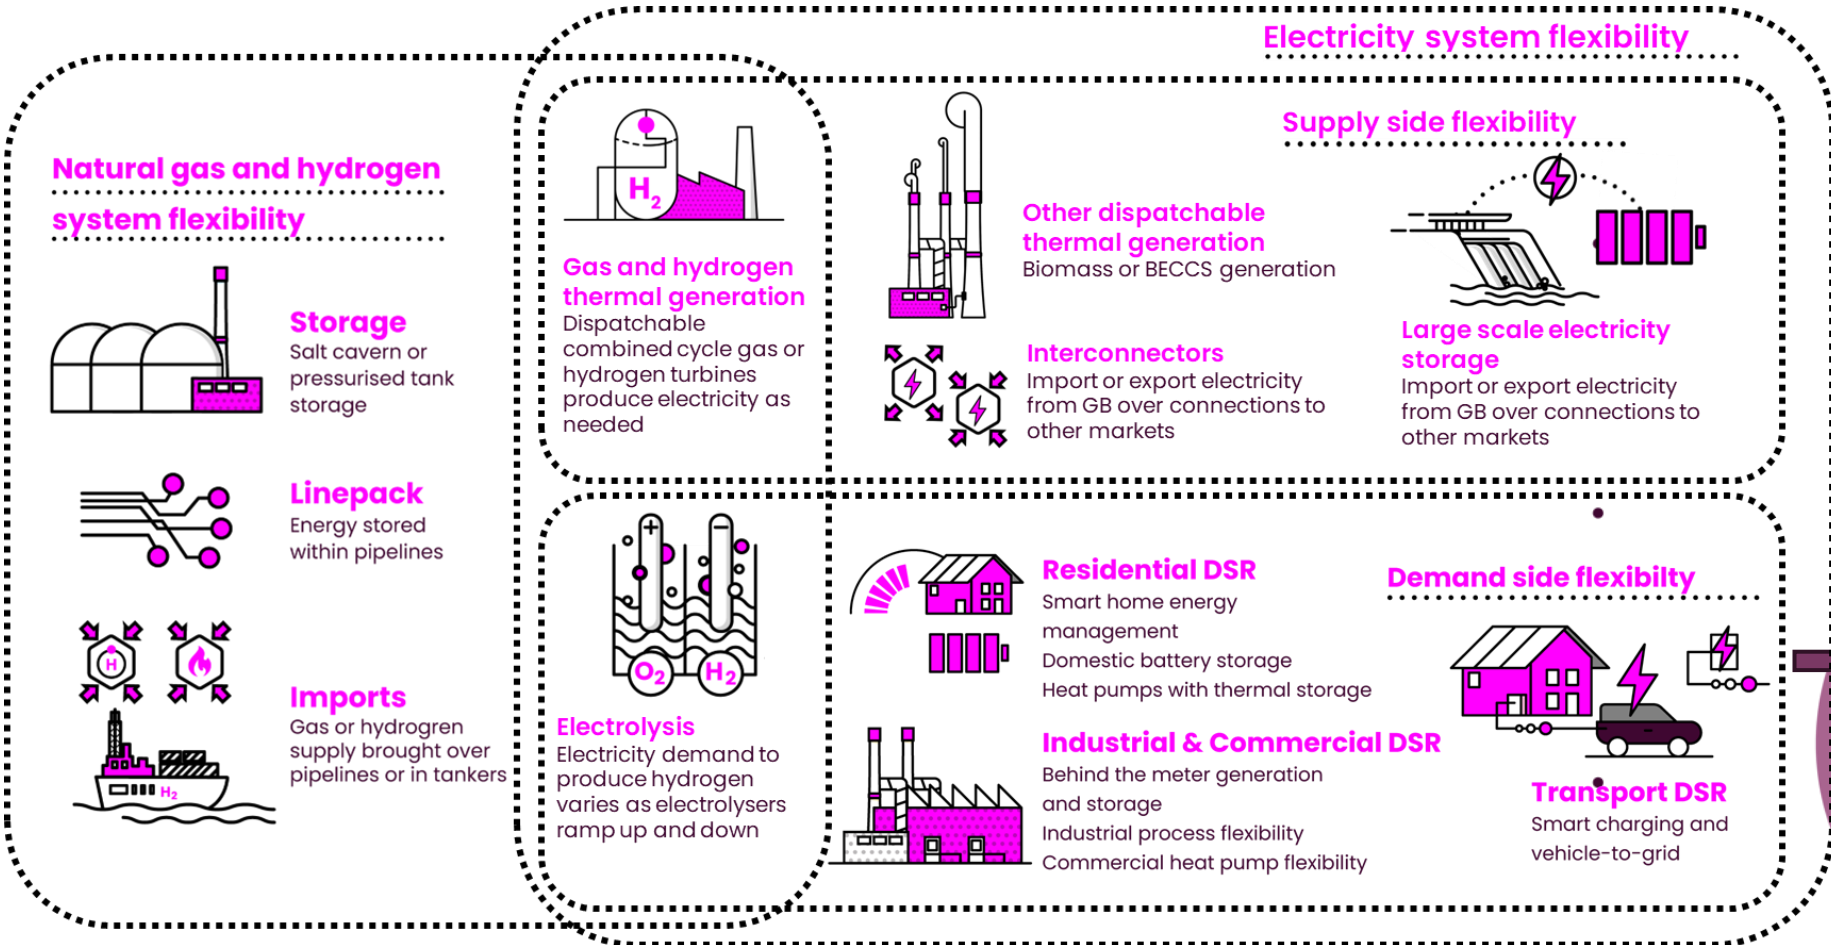 Electricity system flexibility
Natural gas and hydrogen
system flexibility
Storage
Salt cavern or
pressurised tank
storage
Linepack
Energy stored
within pipelines
H
Imports
Gas or hydrogren
supply brought over
pipelines or in tankers
H2
H2
Gas and hydrogen
thermal generation
Dispatchable
combined cycle gas or
hydrogen turbines
produce electricity as
needed
+ −
O2 H2
Electrolysis
Electricity demand to
produce hydrogen
varies as electrolysers
ramp up and down
Supply side flexibility
Other dispatchable
thermal generation
Biomass or BECCS generation
Interconnectors
Import or export electricity
from GB over connections to
other markets
Large scale electricity
storage
Import or export electricity
from GB over connections to
other markets
Demand side flexibilty
Residential DSR
Smart home energy
management
Domestic battery storage
Heat pumps with thermal storage
Industrial & Commercial DSR
Behind the meter generation
and storage
Industrial process flexibility
Commercial heat pump flexibility
Transport DSR
Smart charging and
vehicle-to-grid